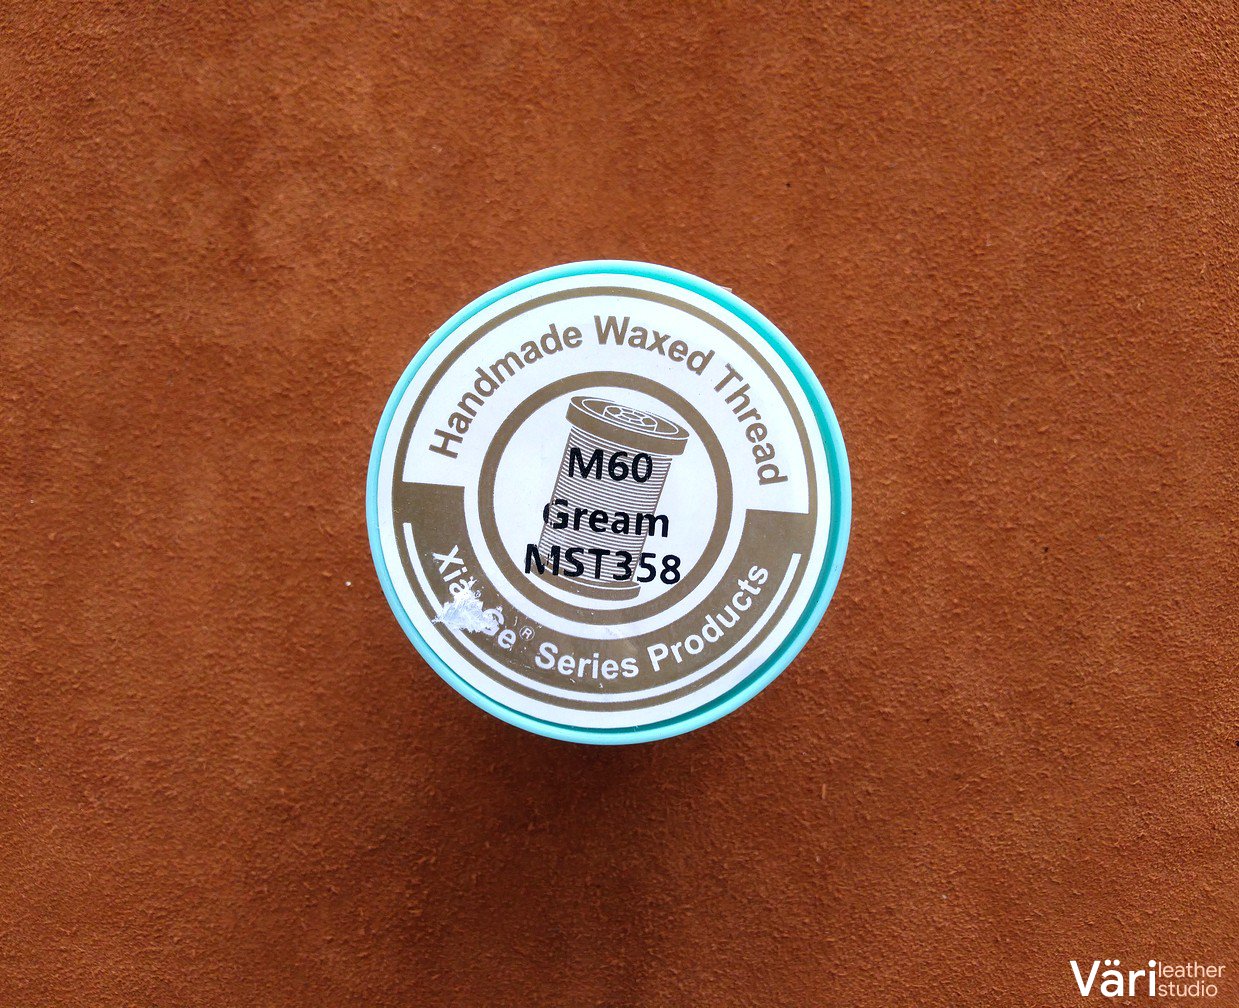 Handmade Waxed Thread
M60
Gream
MST358
Series Products
Väri leather
studio